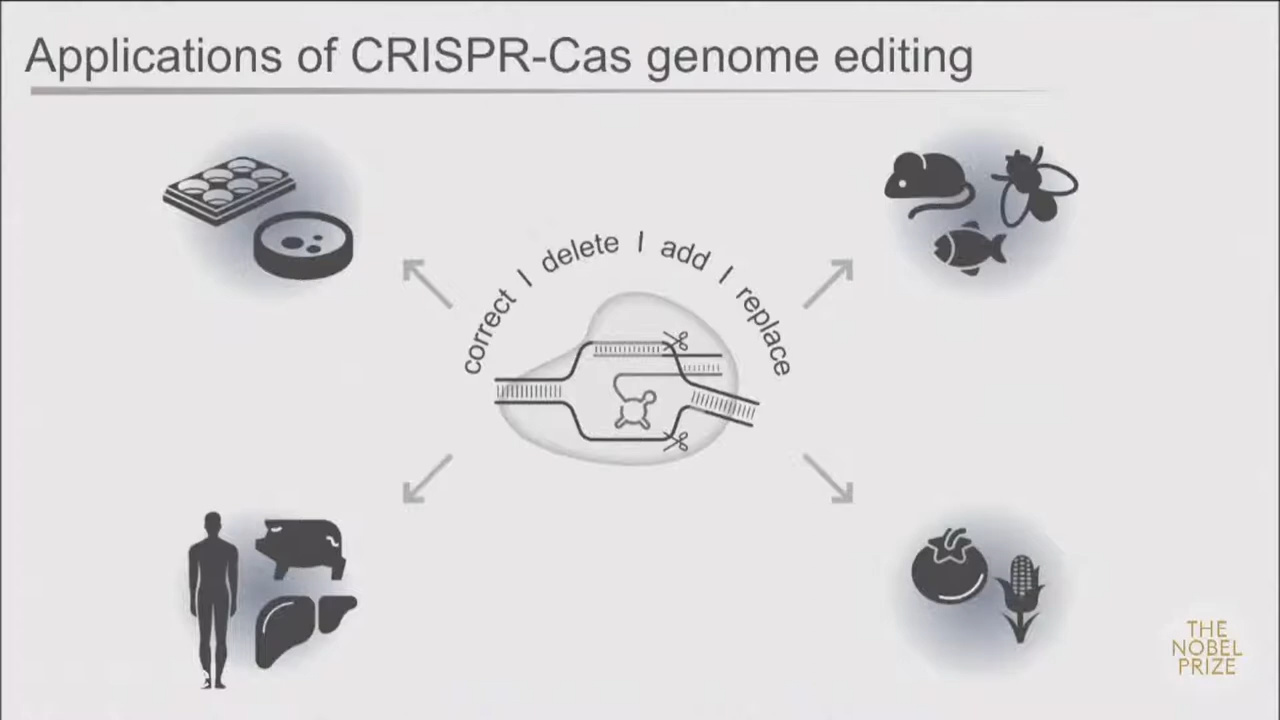 Applications of CRISPR-Cas genome editing
correct I delete I add I replace
THE
NOBEL
PRIZE